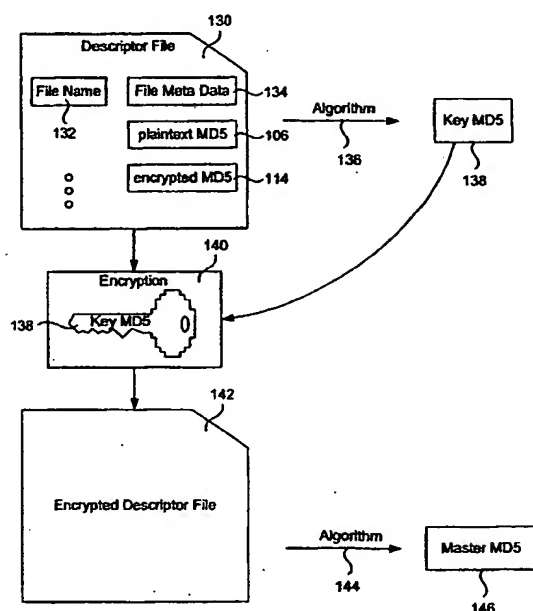 130
Descriptor File
File Name
132
File Meta Data
134
plaintext MD5
106
encrypted MD5
114
Algorithm
136
Key MD5
138
140
Encryption
138
Key MD5
142
Encrypted Descriptor File
Algorithm
144
Master MD5
146